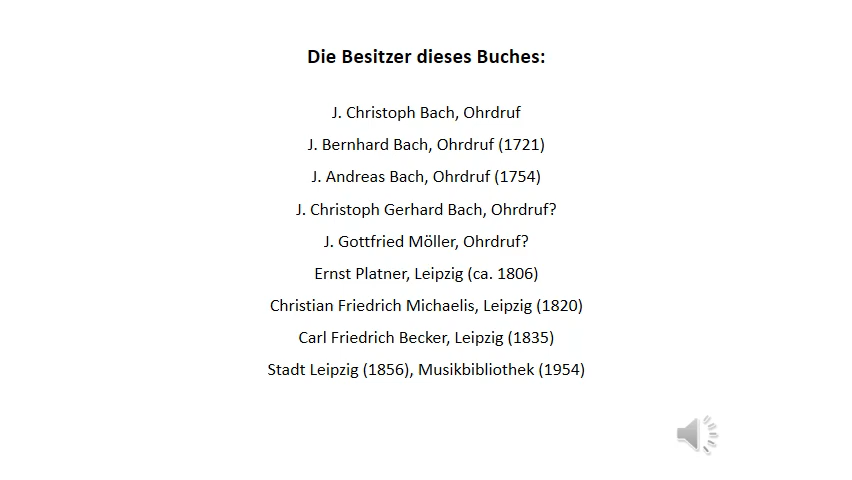 Die Besitzer dieses Buches:
J. Christoph Bach, Ohrdruf
J. Bernhard Bach, Ohrdruf (1721)
J. Andreas Bach, Ohrdruf (1754)
J. Christoph Gerhard Bach, Ohrdruf?
J. Gottfried Möller, Ohrdruf?
Ernst Platner, Leipzig (ca. 1806)
Christian Friedrich Michaelis, Leipzig (1820)
Carl Friedrich Becker, Leipzig (1835)
Stadt Leipzig (1856), Musikbibliothek (1954)